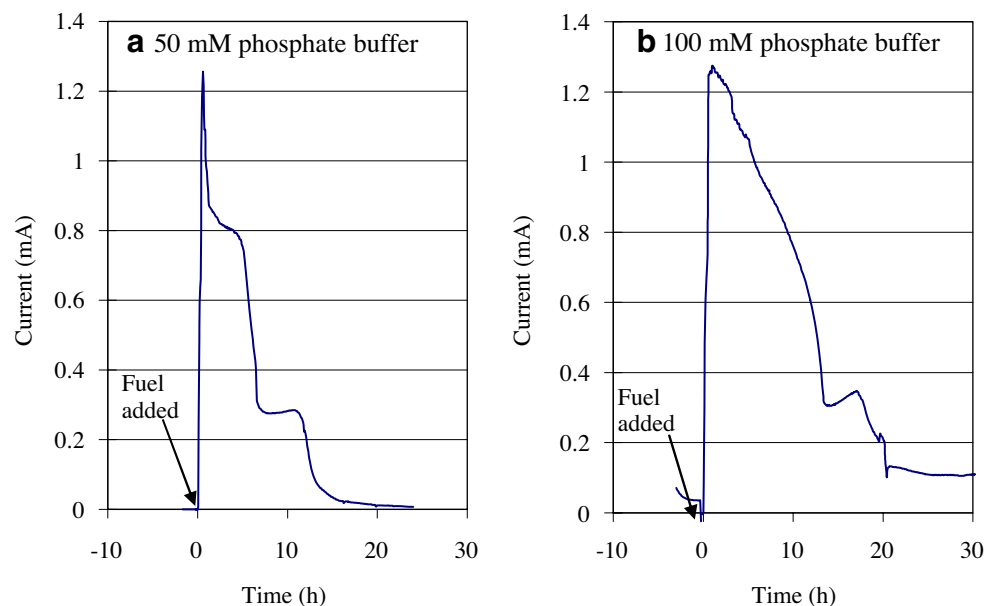 a 50 mM phosphate buffer
1.4
1.2
1
0.8
0.6
0.4
0.2
0
Current (mA)
Fuel
added
-10
0
10
20
30
Time (h)
b 100 mM phosphate buffer
1.4
1.2
1
0.8
0.6
0.4
0.2
0
Current (mA)
Fuel
added
-10
0
10
20
30
Time (h)